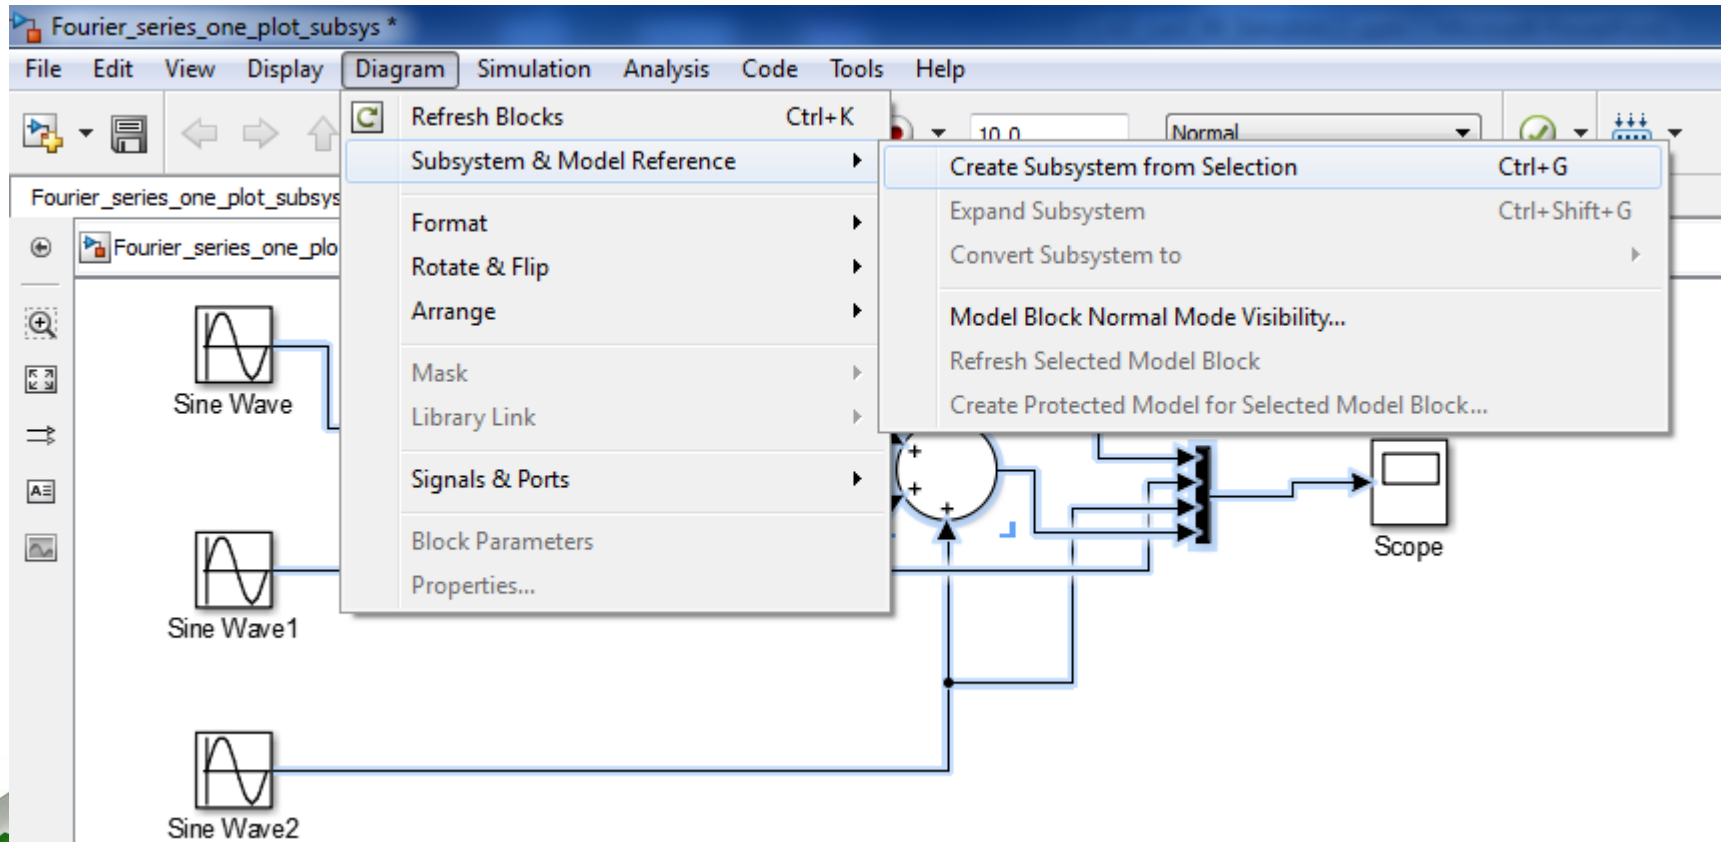 Fourier_series_one_plot_subsys *
File Edit View Display Diagram Simulation Analysis Code Tools Help
10.0 Normal
Fourier_series_one_plot_subsys
Fourier_series_one_plo
Refresh Blocks Ctrl+K
Subsystem & Model Reference
Format
Rotate & Flip
Arrange
Mask
Library Link
Signals & Ports
Block Parameters
Properties...
Create Subsystem from Selection Ctrl+G
Expand Subsystem Ctrl+Shift+G
Convert Subsystem to
Model Block Normal Mode Visibility...
Refresh Selected Model Block
Create Protected Model for Selected Model Block...
Sine Wave
Sine Wave1
Sine Wave2
+
+
+
Scope